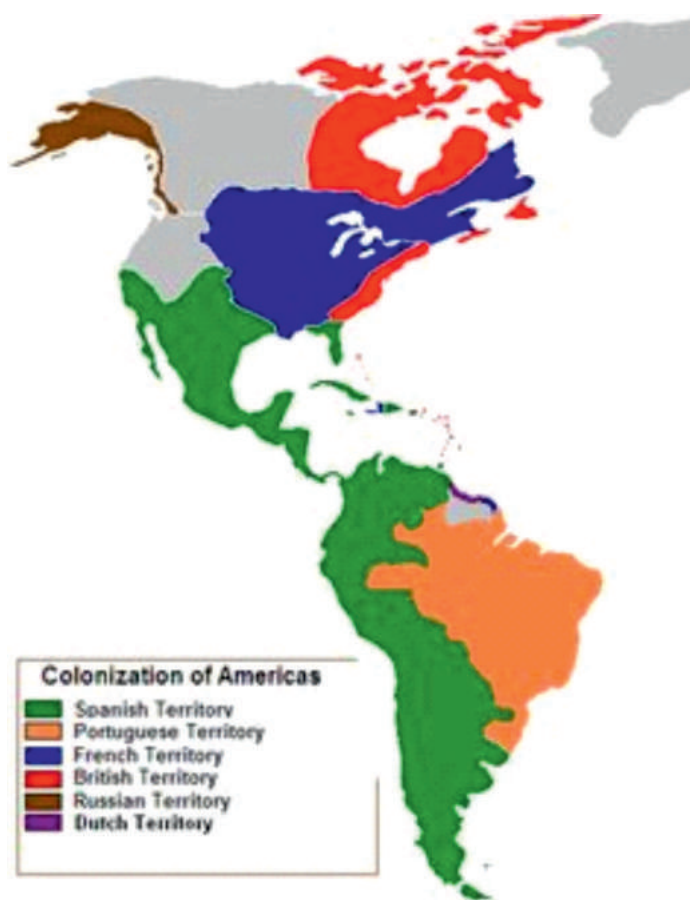 Colonization of Americas
Spanish Territory
Portuguese Territory
French Territory
British Territory
Russian Territory
Dutch Territory